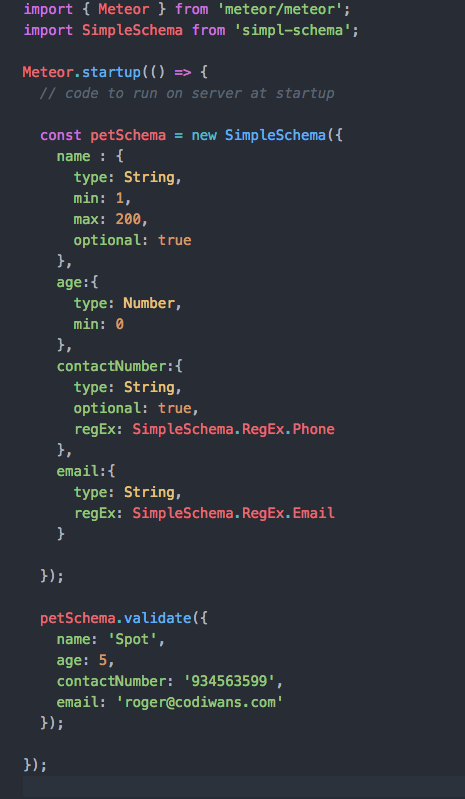 import { Meteor } from 'meteor/meteor';
import SimpleSchema from 'simpl-schema';

Meteor.startup(() => {
  // code to run on server at startup

  const petSchema = new SimpleSchema({
    name : {
      type: String,
      min: 1,
      max: 200,
      optional: true
    },
    age:{
      type: Number,
      min: 0
    },
    contactNumber:{
      type: String,
      optional: true,
      regEx: SimpleSchema.RegEx.Phone
    },
    email:{
      type: String,
      regEx: SimpleSchema.RegEx.Email
    }

  });

  petSchema.validate({
    name: 'Spot',
    age: 5,
    contactNumber: '934563599',
    email: 'roger@codiwans.com'
  });

});